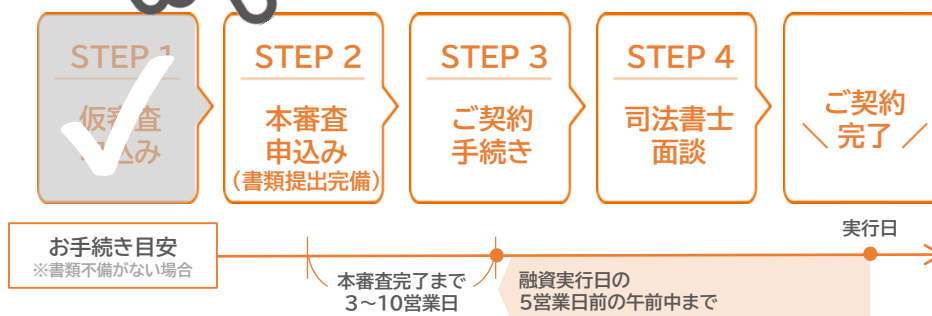 STEP 1
仮審査
申込み
STEP 2
本審査
申込み
(書類提出完備)
STEP 3
ご契約
手続き
STEP 4
司法書士
面談
ご契約
＼ 完了 ／
お手続き目安
※書類不備がない場合
本審査完了まで
3～10営業日
融資実行日の
5営業日前の午前中まで
実行日